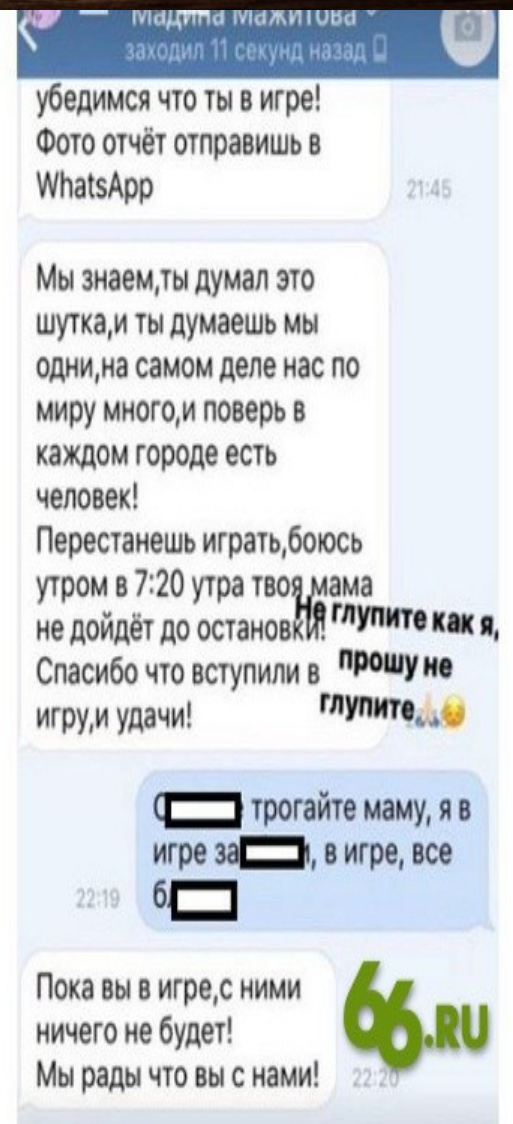 Мадина Мажитова
заходил 11 секунд назад
убедимся что ты в игре!
Фото отчёт отправишь в
WhatsApp
21:45
Мы знаем,ты думал это
шутка,и ты думаешь мы
одни,на самом деле нас по
миру много,и поверь в
каждом городе есть
человек!
Перестанешь играть,боюсь
утром в 7:20 утра твоя мама
не дойдёт до остановки!
Спасибо что вступили в
игру,и удачи!
Не глупите как я,
прошу не
глупите🙏🏻😔
трогайте маму, я в
игре за, в игре, все
22:19
Пока вы в игре,с ними
ничего не будет!
Мы рады что вы с нами!
22:20
66.RU